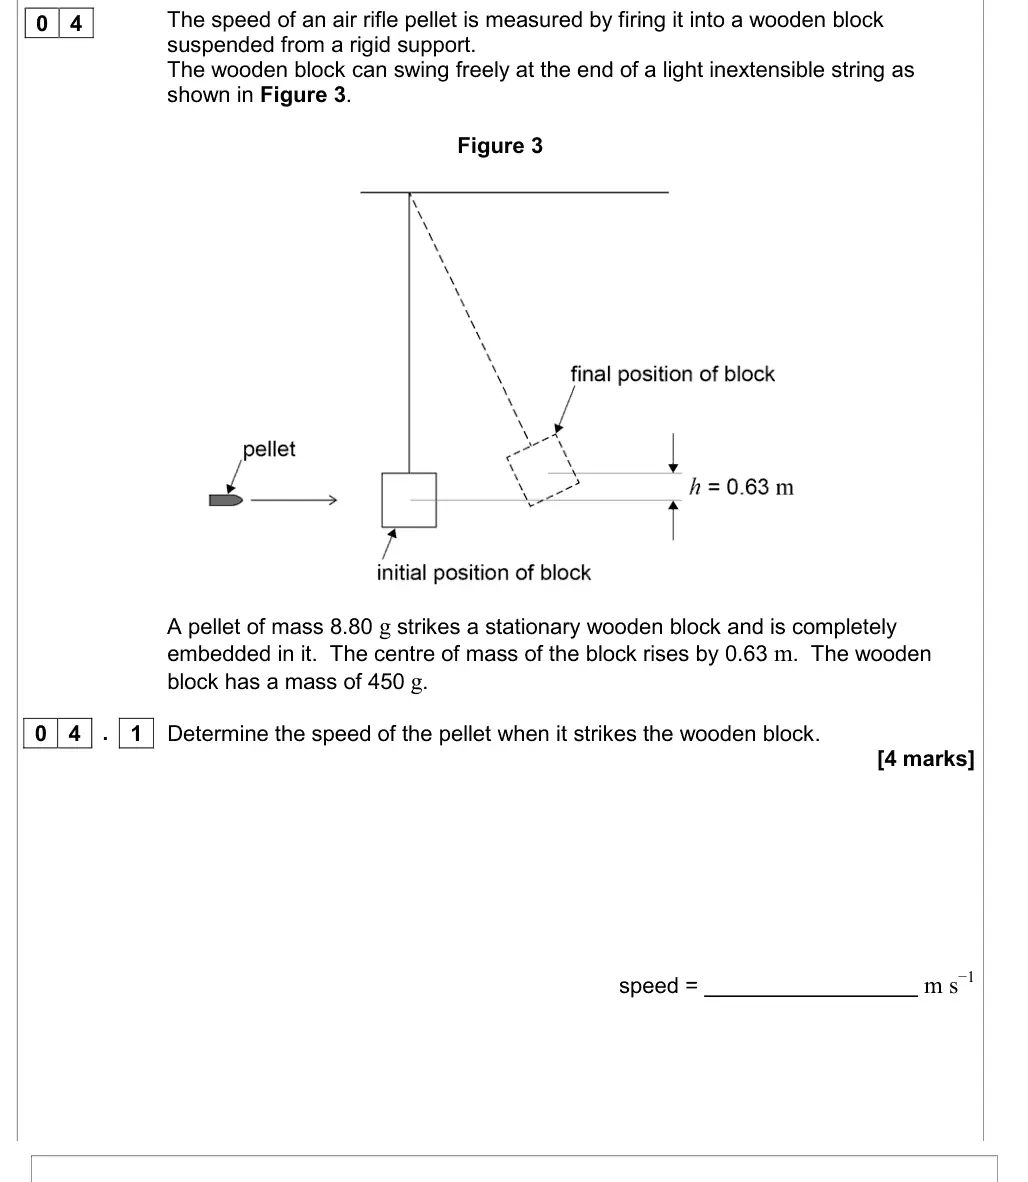 0 4
The speed of an air rifle pellet is measured by firing it into a wooden block
suspended from a rigid support.
The wooden block can swing freely at the end of a light inextensible string as
shown in Figure 3.
Figure 3
final position of block
pellet
h = 0.63 m
initial position of block
A pellet of mass 8.80 g strikes a stationary wooden block and is completely
embedded in it. The centre of mass of the block rises by 0.63 m. The wooden
block has a mass of 450 g.
0 4 . 1 Determine the speed of the pellet when it strikes the wooden block.
[4 marks]
speed = ____________________ m s⁻¹